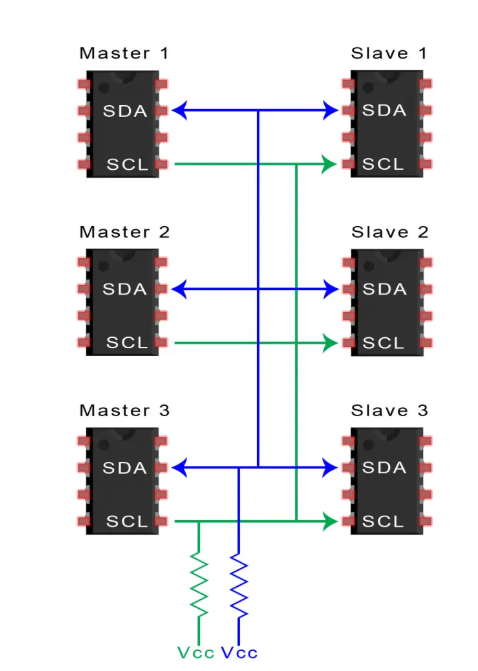 Master 1 Slave 1
SDA SDA
SCL SCL
Master 2 Slave 2
SDA SDA
SCL SCL
Master 3 Slave 3
SDA SDA
SCL SCL
Vcc Vcc